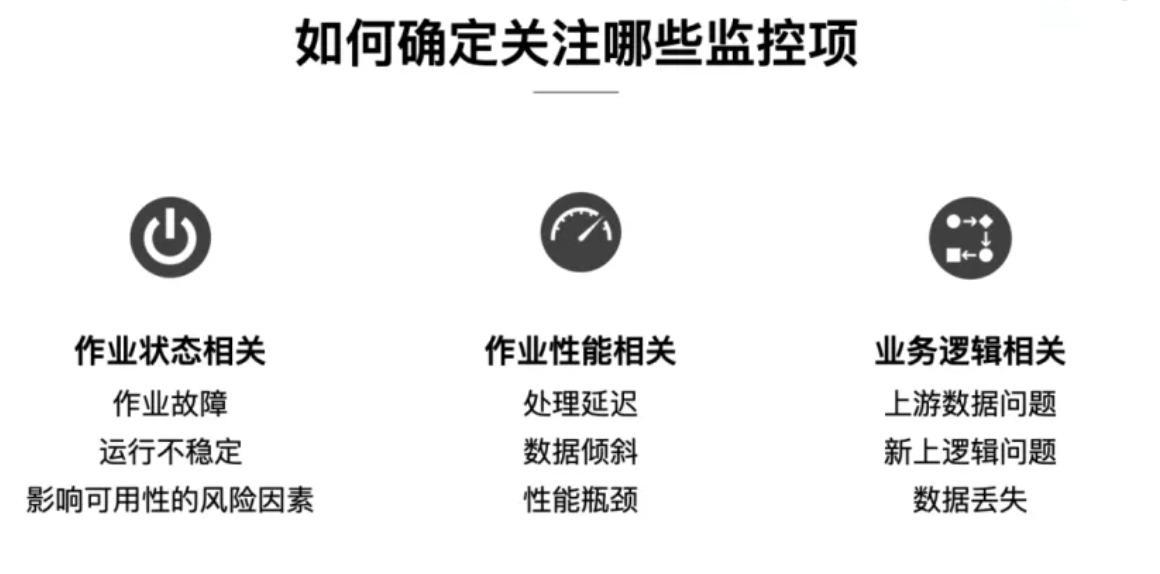 如何确定关注哪些监控项
作业状态相关
作业故障
运行不稳定
影响可用性的风险因素
作业性能相关
处理延迟
数据倾斜
性能瓶颈
业务逻辑相关
上游数据问题
新上逻辑问题
数据丢失